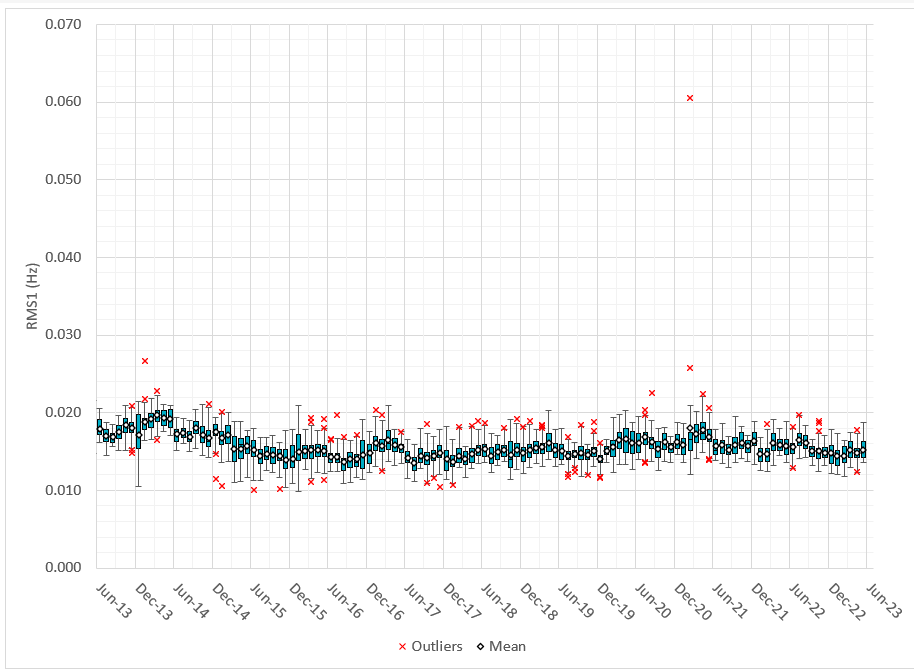 0.070
0.060
0.050
0.040
0.030
0.020
0.010
0.000
RMS1 (Hz)
Jun-13
Dec-13
Jun-14
Dec-14
Jun-15
Dec-15
Jun-16
Dec-16
Jun-17
Dec-17
Jun-18
Dec-18
Jun-19
Dec-19
Jun-20
Dec-20
Jun-21
Dec-21
Jun-22
Dec-22
Jun-23
Outliers Mean